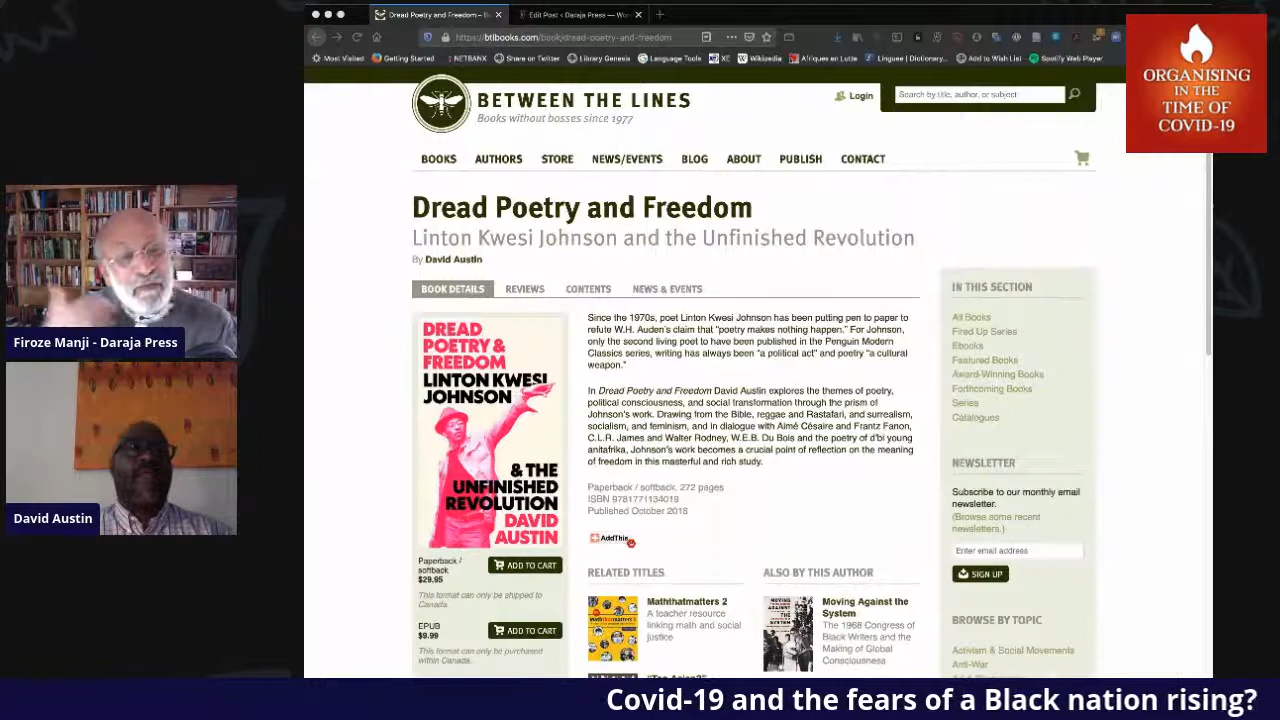 Dread Poetry and Freedom – B
Edit Post ‹ Daraja Press — Wor
https://btlbooks.com/book/dread-poetry-and-freedom
Most Visited
Getting Started
NETBANX
Share on Twitter
Library Genesis
Language Tools
XE
Wikipedia
Afriques en Lutte
Linguee | Dictionary...
Add to Wish List
Spotify Web Player
ORGANISING
IN THE
TIME OF
COVID-19
BETWEEN THE LINES
Books without bosses since 1977
Login
Search by title, author, or subject
BOOKS AUTHORS STORE NEWS/EVENTS BLOG ABOUT PUBLISH CONTACT
Dread Poetry and Freedom
Linton Kwesi Johnson and the Unfinished Revolution
By David Austin
BOOK DETAILS REVIEWS CONTENTS NEWS & EVENTS
DREAD
POETRY &
FREEDOM
LINTON KWESI
JOHNSON
& THE
UNFINISHED
REVOLUTION
DAVID
AUSTIN
Paperback /
softback
$29.95
ADD TO CART
This format can only be shipped to
Canada.
EPUB
$9.99
ADD TO CART
This format can only be purchased
within Canada.
Since the 1970s, poet Linton Kwesi Johnson has been putting pen to paper to
refute W.H. Auden's claim that "poetry makes nothing happen." For Johnson,
only the second living poet to have been published in the Penguin Modern
Classics series, writing has always been "a political act" and poetry "a cultural
weapon."
In Dread Poetry and Freedom David Austin explores the themes of poetry,
political consciousness, and social transformation through the prism of
Johnson's work. Drawing from the Bible, reggae and Rastafari, and surrealism,
socialism, and feminism, and in dialogue with Aimé Césaire and Frantz Fanon,
C.L.R. James and Walter Rodney, W.E.B. Du Bois and the poetry of d'bi young
anitafrika, Johnson's work becomes a crucial point of reflection on the meaning
of freedom in this masterful and rich study.
Paperback / softback, 272 pages
ISBN 9781771134019
Published October 2018
AddThis
RELATED TITLES
Maththatmatters 2
A teacher resource
linking math and social
justice
"Too Asian?"
ALSO BY THIS AUTHOR
MOVING
AGAINST
THE
SYSTEM
Moving Against the
System
The 1968 Congress of
Black Writers and the
Making of Global
Consciousness
IN THIS SECTION
All Books
Fired Up Series
Ebooks
Featured Books
Award-Winning Books
Forthcoming Books
Series
Catalogues
NEWSLETTER
Subscribe to our monthly email
newsletter.
(Browse some recent
newsletters.)
Enter email address
SIGN UP
BROWSE BY TOPIC
Activism & Social Movements
Anti-War
Firoze Manji - Daraja Press
David Austin
Covid-19 and the fears of a Black nation rising?